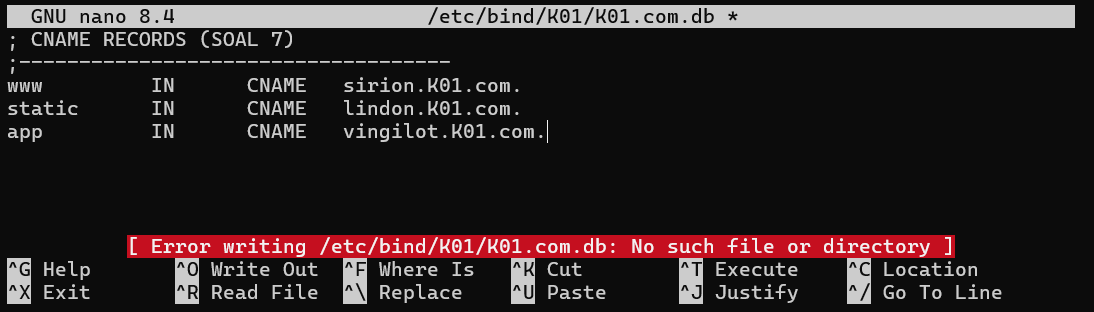 GNU nano 8.4                     /etc/bind/K01/K01.com.db *
; CNAME RECORDS (SOAL 7)
;------------------------------------
www         IN      CNAME   sirion.K01.com.
static      IN      CNAME   lindon.K01.com.
app         IN      CNAME   vingilot.K01.com.
[ Error writing /etc/bind/K01/K01.com.db: No such file or directory ]
^G Help       ^O Write Out  ^F Where Is   ^K Cut        ^T Execute    ^C Location
^X Exit       ^R Read File  ^\ Replace    ^U Paste      ^J Justify    ^/ Go To Line